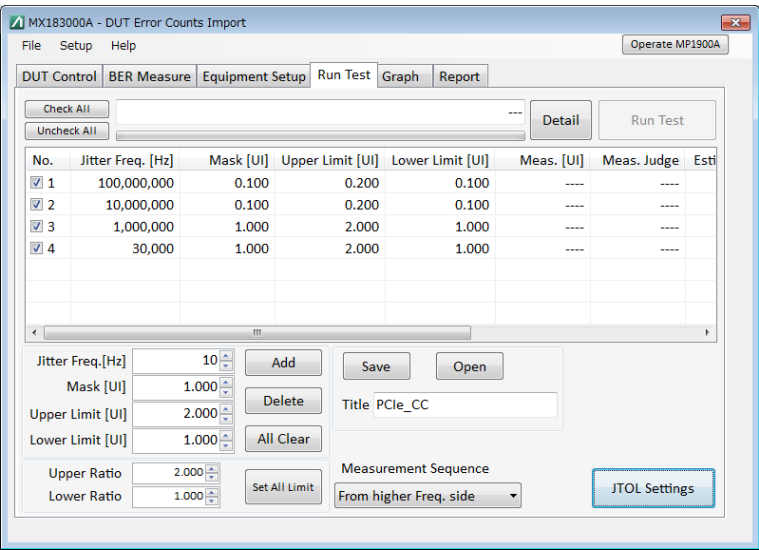 MX183000A - DUT Error Counts Import
File Setup Help Operate MP1900A
DUT Control BER Measure Equipment Setup Run Test Graph Report
Check All
Uncheck All
---
Detail
Run Test
No. Jitter Freq. [Hz] Mask [UI] Upper Limit [UI] Lower Limit [UI] Meas. [UI] Meas. Judge Esti
1 100,000,000 0.100 0.200 0.100 ---- ----
2 10,000,000 0.100 0.200 0.100 ---- ----
3 1,000,000 1.000 2.000 1.000 ---- ----
4 30,000 1.000 2.000 1.000 ---- ----
Jitter Freq.[Hz] 10 Add
Mask [UI] 1.000
Upper Limit [UI] 2.000 Delete
Lower Limit [UI] 1.000 All Clear
Save Open
Title PCIe_CC
Upper Ratio 2.000
Lower Ratio 1.000
Set All Limit
Measurement Sequence
From higher Freq. side
JTOL Settings